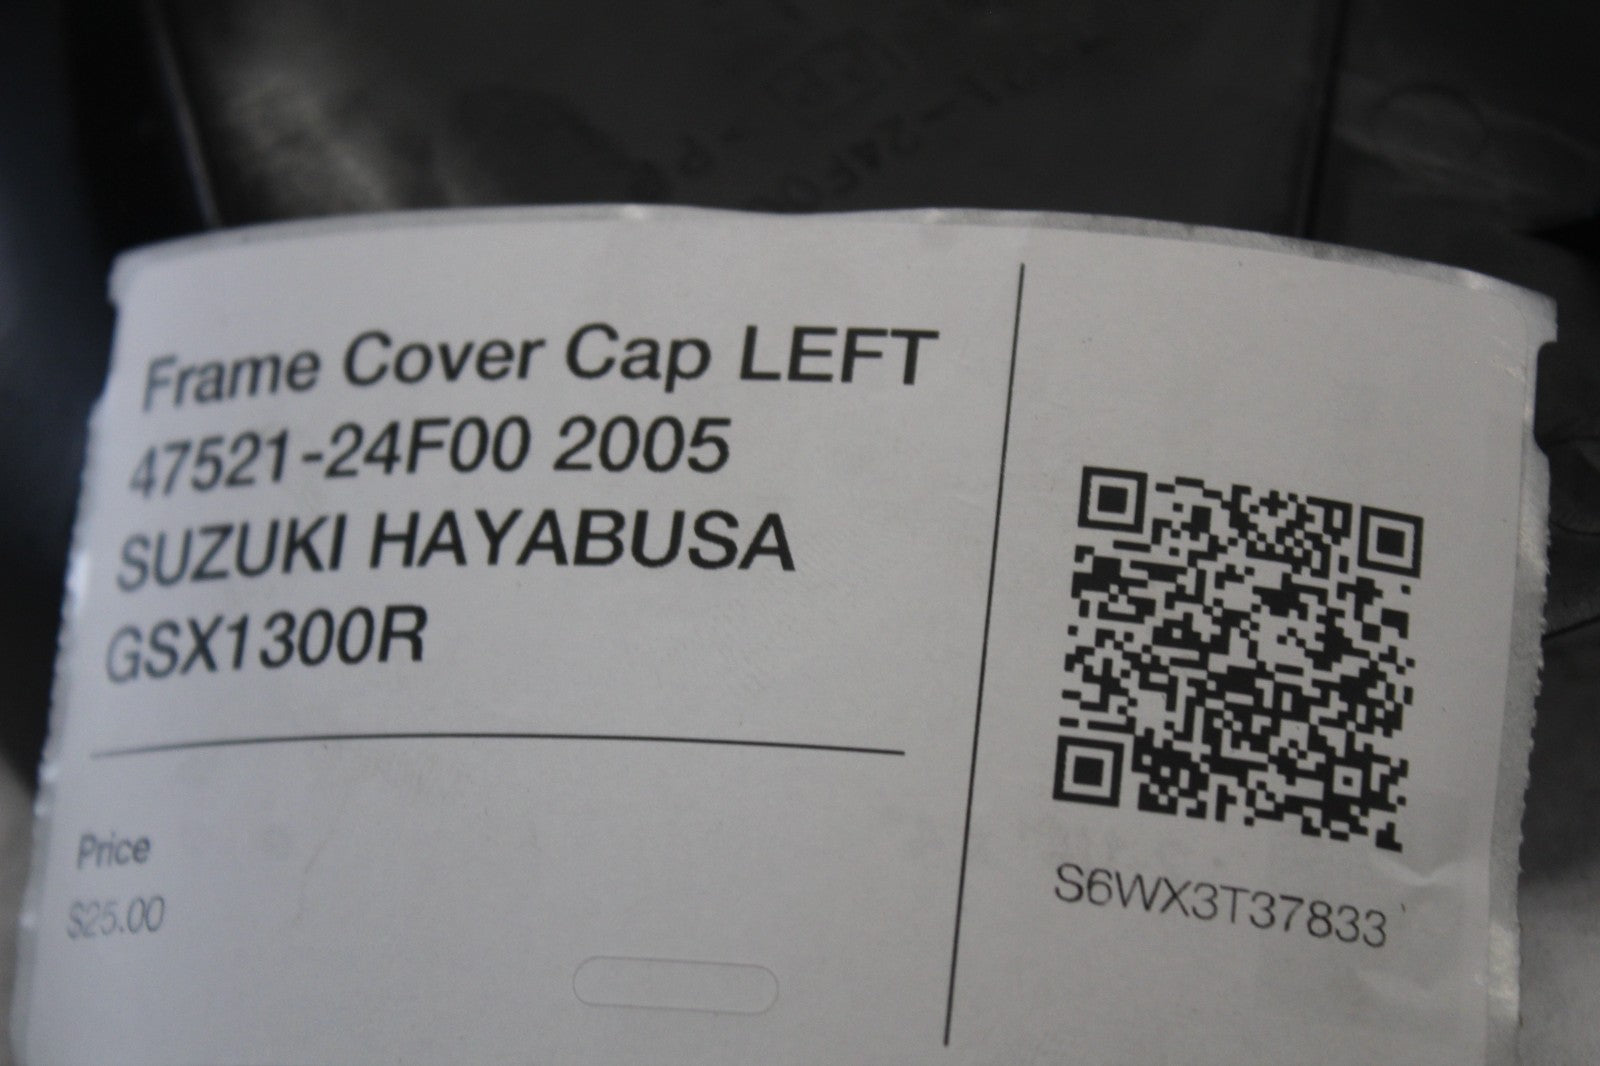 Frame Cover Cap LEFT
47521-24F00 2005
SUZUKI HAYABUSA
GSX1300R
Price
$25.00
S6WX3T37833